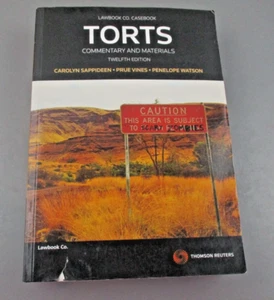 LAWBOOK CO. CASEBOOK
TORTS
COMMENTARY AND MATERIALS
TWELFTH EDITION
CAROLYN SAPPIDEEN • PRUE VINES • PENELOPE WATSON
CAUTION
THIS AREA IS SUBJECT
TO
Lawbook Co.
THOMSON REUTERS